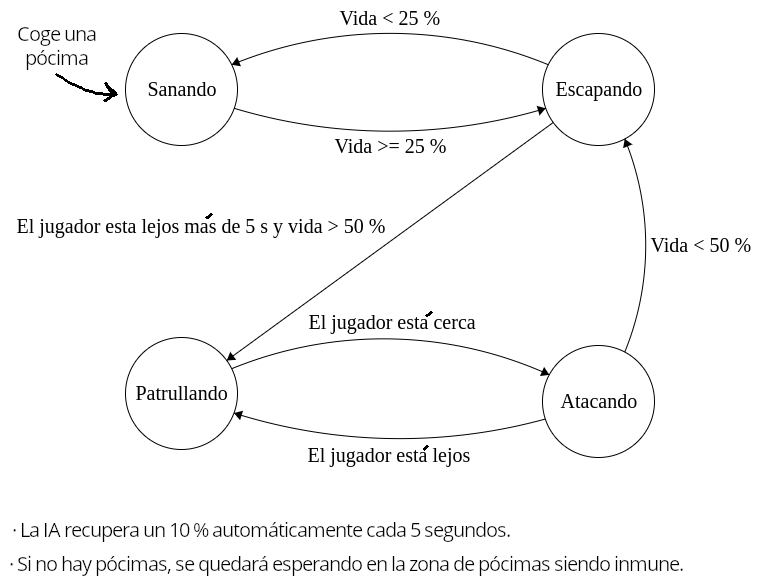 Vida < 25 %
Coge una
pócima
Sanando
Escapando
Vida >= 25 %
El jugador esta lejos más de 5 s y vida > 50 %
Vida < 50 %
El jugador está cerca
Patrullando
Atacando
El jugador está lejos
· La IA recupera un 10 % automáticamente cada 5 segundos.
· Si no hay pócimas, se quedará esperando en la zona de pócimas siendo inmune.